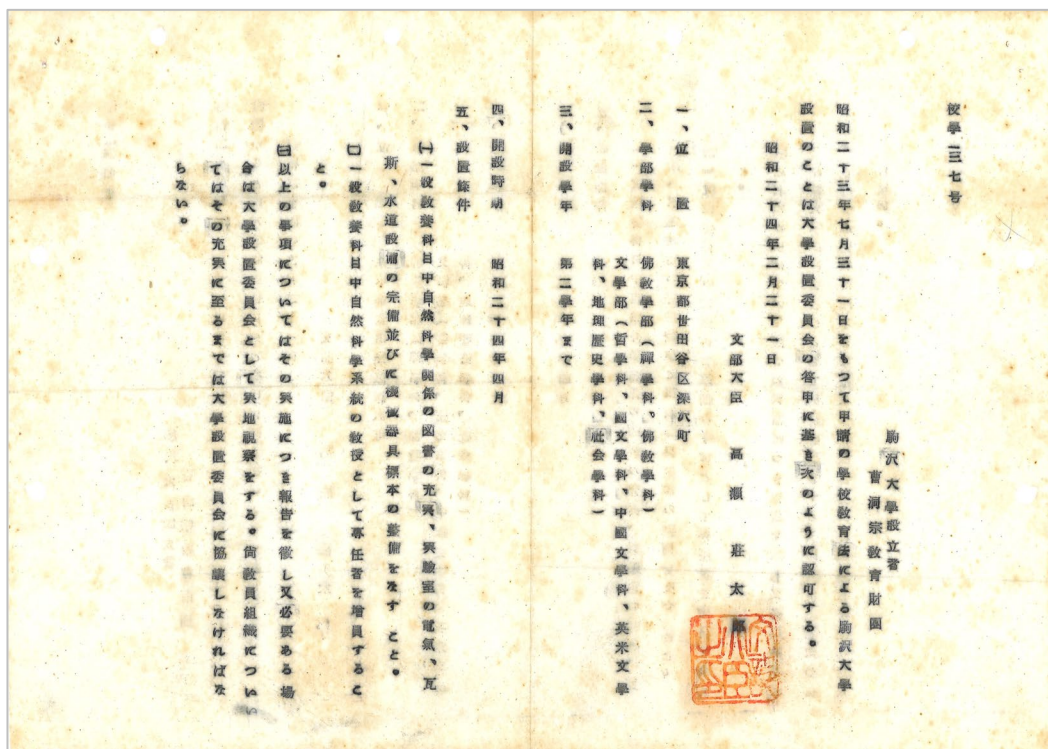 校學一三七号
駒沢大學設立者
曹洞宗教育財團
昭和二十三年七月三十一日をもつて申請の學校教育法による駒沢大學
設置のことは大學設置委員会の答申に基き次のように認可する。
昭和二十四年二月二十一日
文部大臣 高瀬莊太郎
一、位置 東京都世田谷区深沢町
二、學部學科 佛教學部(禪學科、佛教學科)
文學部(哲學科、國文學科、中國文學科、英米文學
科、地理歴史學科、社会學科)
三、開設學年 第二學年まで
四、開設時期 昭和二十四年四月
五、設置條件
(一)一般教養科目中自然科學関係の図書の充実、実驗室の電氣、瓦
斯、水道設備の完備並びに機械器具標本の整備をなす こと。
(二)一般教養科目中自然科學系統の教授として專任者を増員するこ
と。
(三)以上の事項についてはその実施につき報告を徴し又必要ある場
合は大學設置委員会として実地視察をする。尚教員組織につい
てはその充実に至るまでは大學設置委員会に協議しなければな
らない。